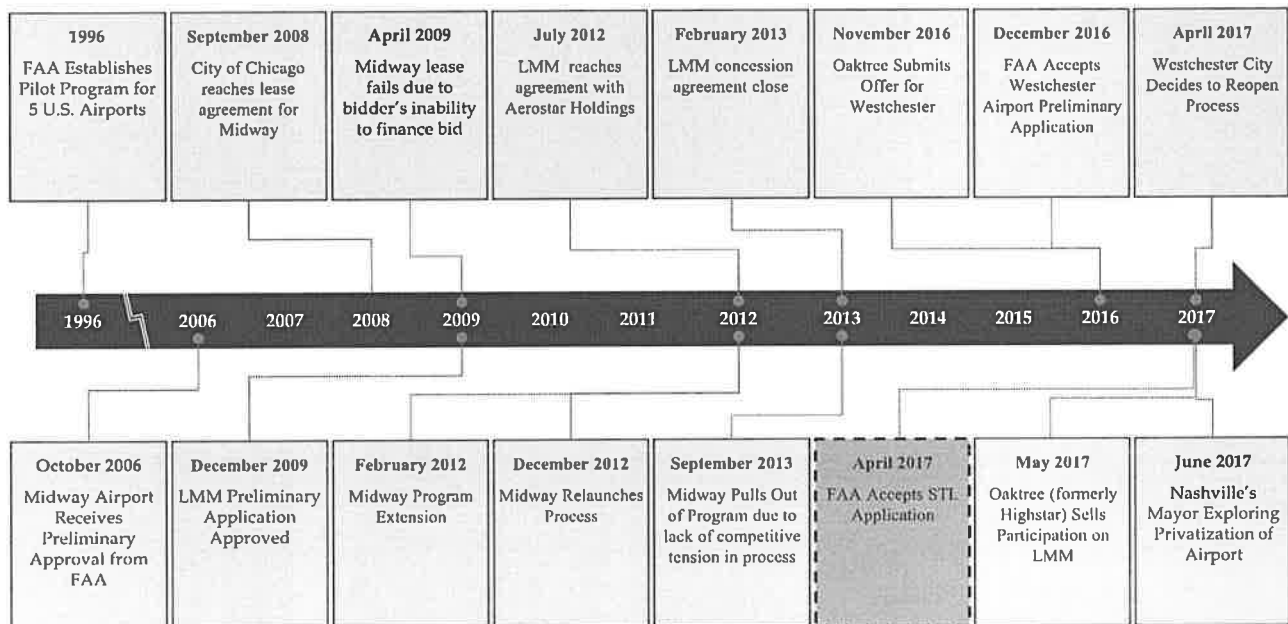 1996
FAA Establishes
Pilot Program for
5 U.S. Airports
September 2008
City of Chicago
reaches lease
agreement for
Midway
April 2009
Midway lease
fails due to
bidder's inability
to finance bid
July 2012
LMM reaches
agreement with
Aerostar Holdings
February 2013
LMM concession
agreement close
November 2016
Oaktree Submits
Offer for
Westchester
December 2016
FAA Accepts
Westchester
Airport Preliminary
Application
April 2017
Westchester City
Decides to Reopen
Process
1996 2006 2007 2008 2009 2010 2011 2012 2013 2014 2015 2016 2017
October 2006
Midway Airport
Receives
Preliminary
Approval from
FAA
December 2009
LMM Preliminary
Application
Approved
February 2012
Midway Program
Extension
December 2012
Midway Relaunches
Process
September 2013
Midway Pulls Out
of Program due to
lack of competitive
tension in process
April 2017
FAA Accepts STL
Application
May 2017
Oaktree (formerly
Highstar) Sells
Participation on
LMM
June 2017
Nashville's
Mayor Exploring
Privatization of
Airport